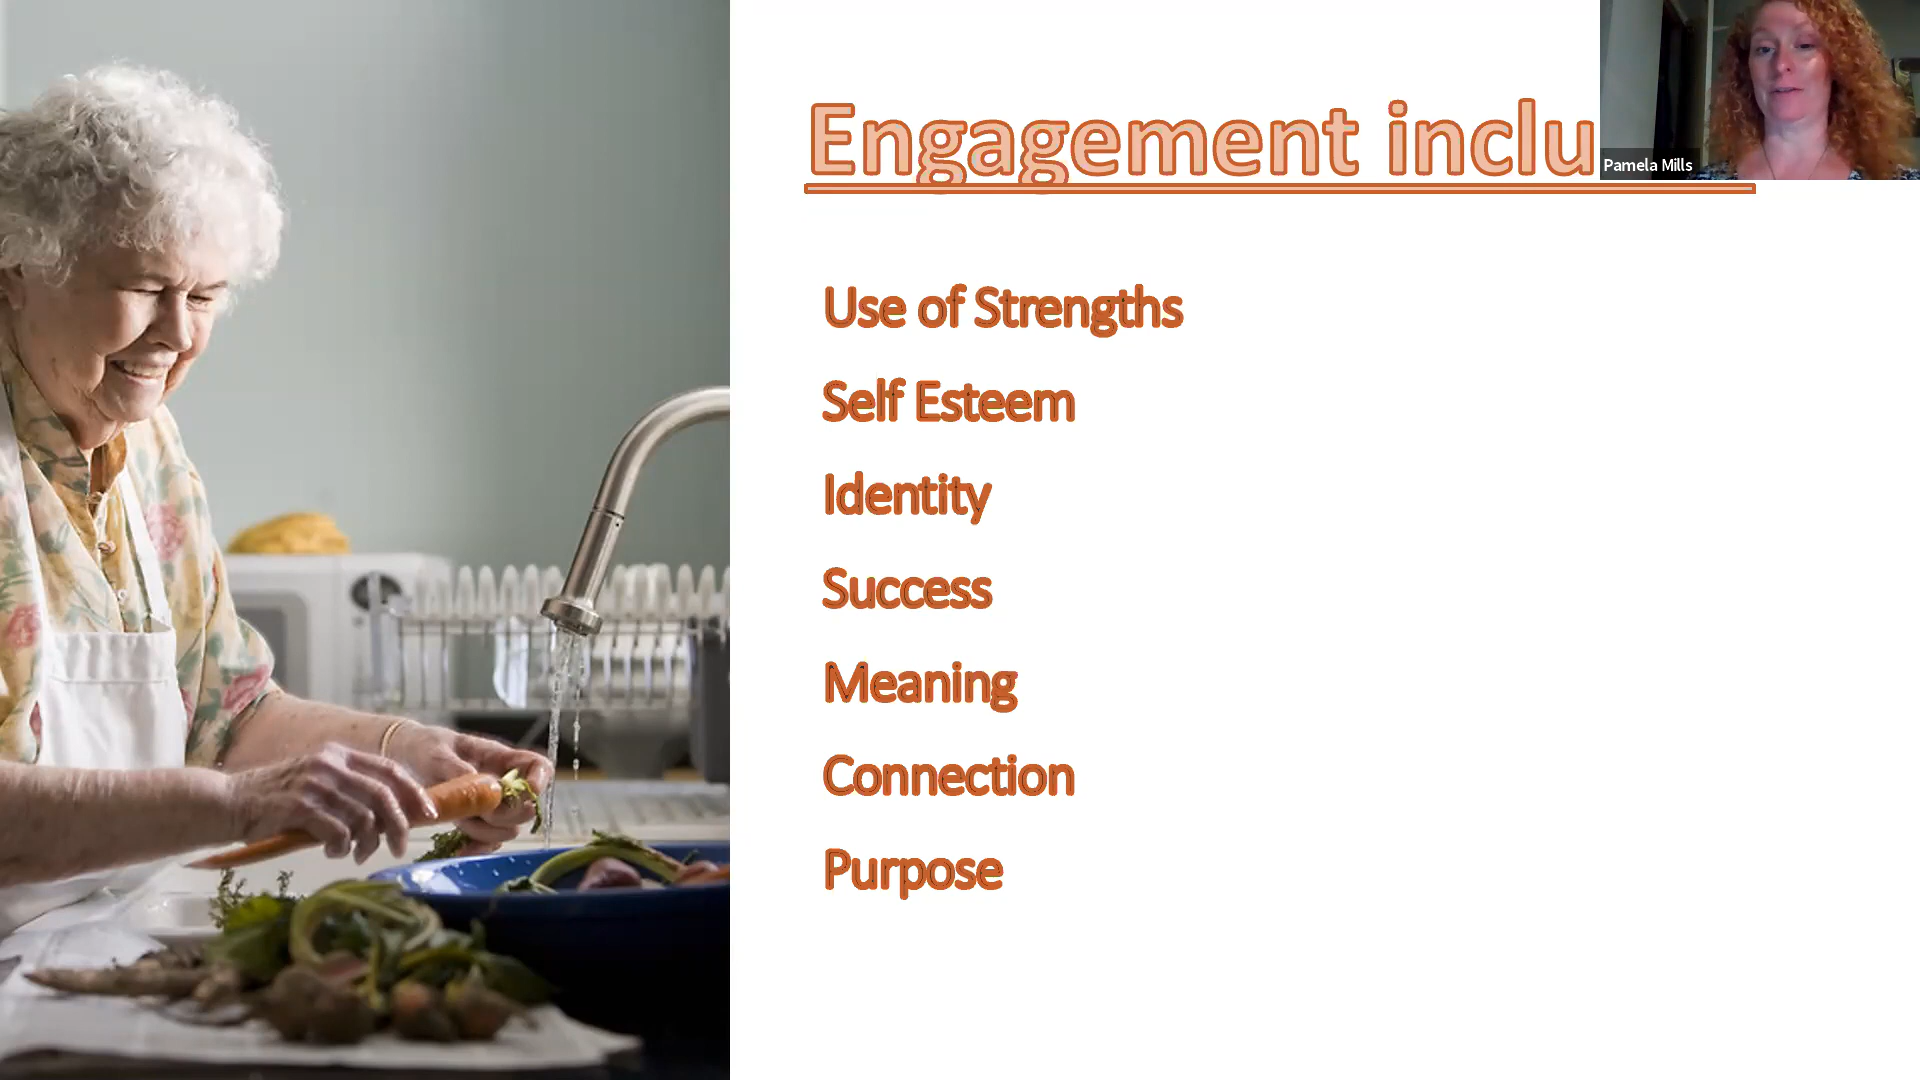 Engagement inclu
Pamela Mills
Use of Strengths
Self Esteem
Identity
Success
Meaning
Connection
Purpose